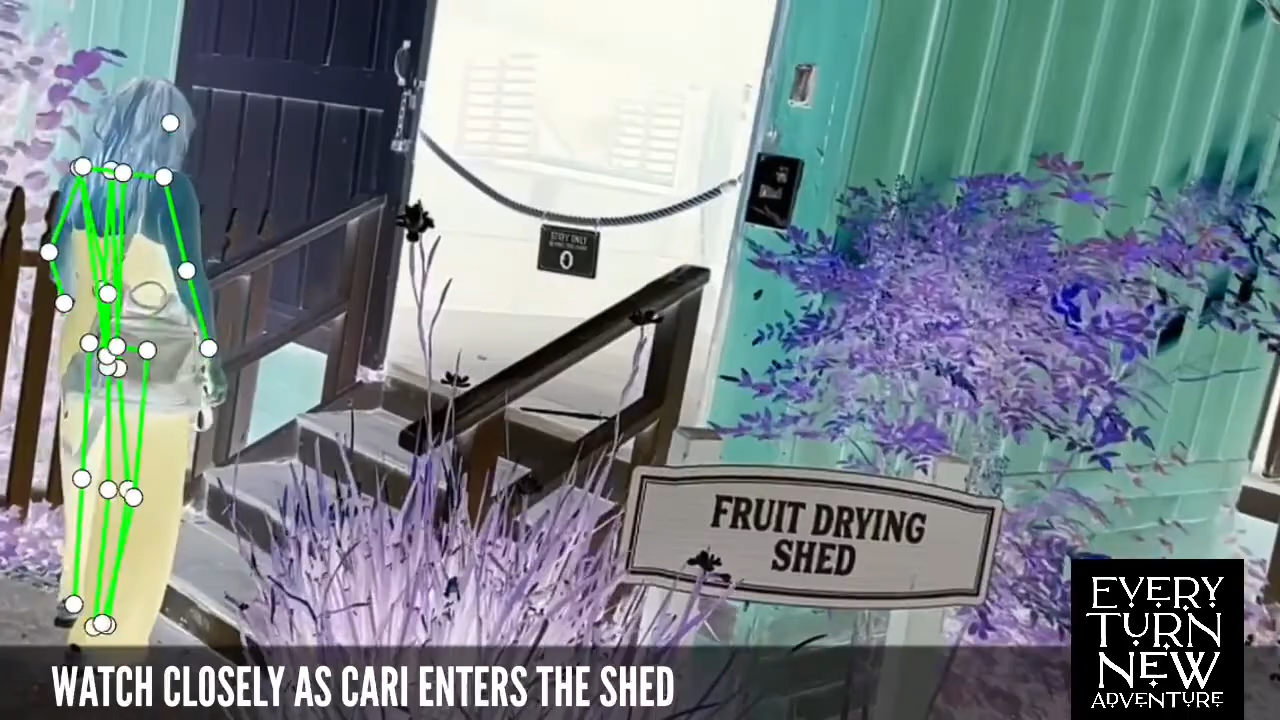 STAFF ONLY
FRUIT DRYING
SHED
WATCH CLOSELY AS CARI ENTERS THE SHED
EVERY
TURN
NEW
ADVENTURE